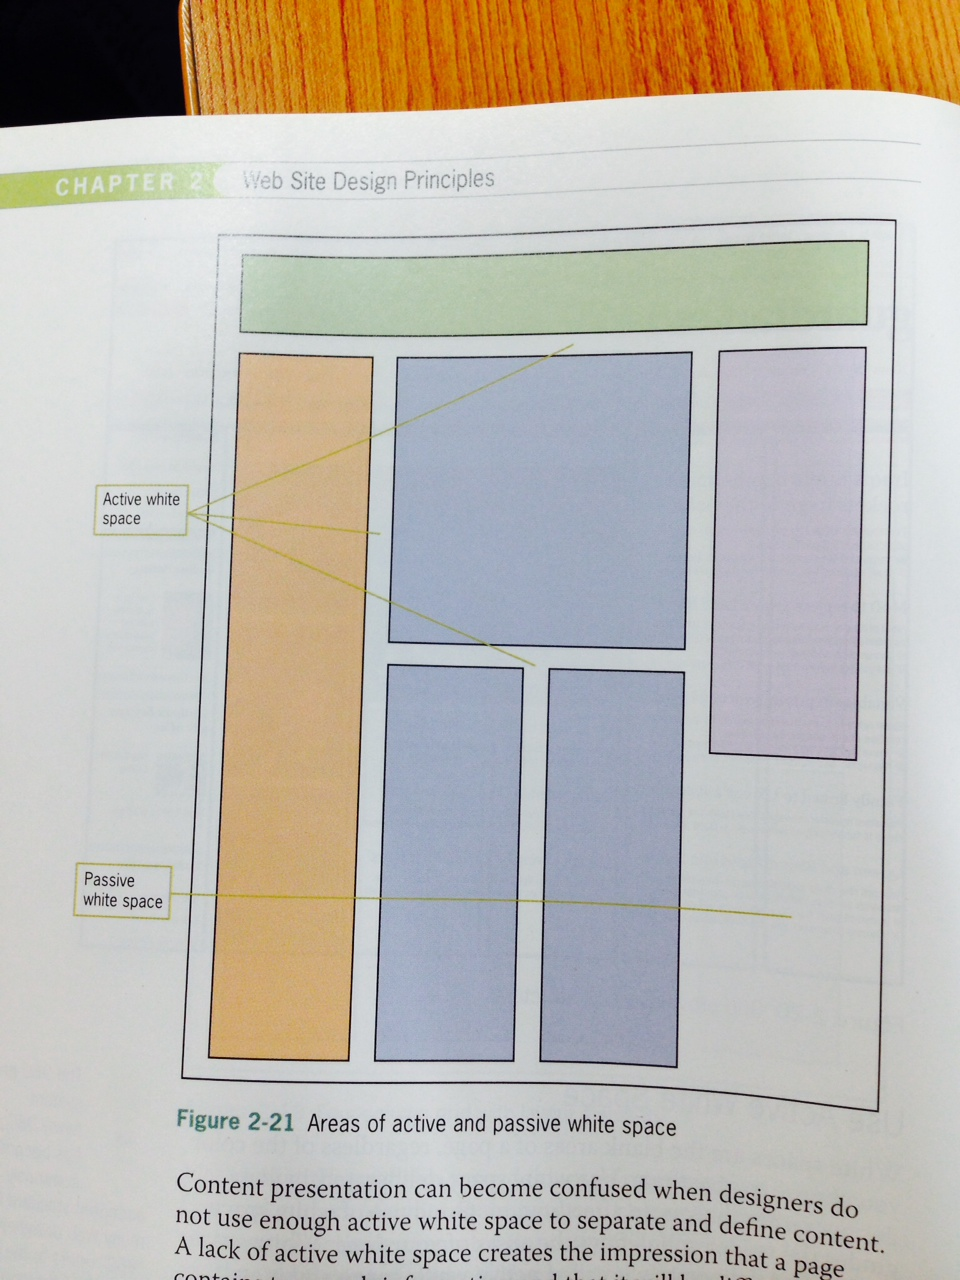 CHAPTER 2 Web Site Design Principles
Active white
space
Passive
white space
Figure 2-21 Areas of active and passive white space
Content presentation can become confused when designers do
not use enough active white space to separate and define content.
A lack of active white space creates the impression that a page